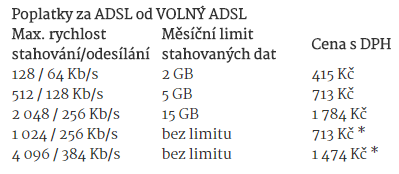 Poplatky za ADSL od VOLNÝ ADSL
Max. rychlost stahování/odesílání Měsíční limit stahovaných dat Cena s DPH
128 / 64 Kb/s 2 GB 415 Kč
512 / 128 Kb/s 5 GB 713 Kč
2 048 / 256 Kb/s 15 GB 1 784 Kč
1 024 / 256 Kb/s bez limitu 713 Kč *
4 096 / 384 Kb/s bez limitu 1 474 Kč *